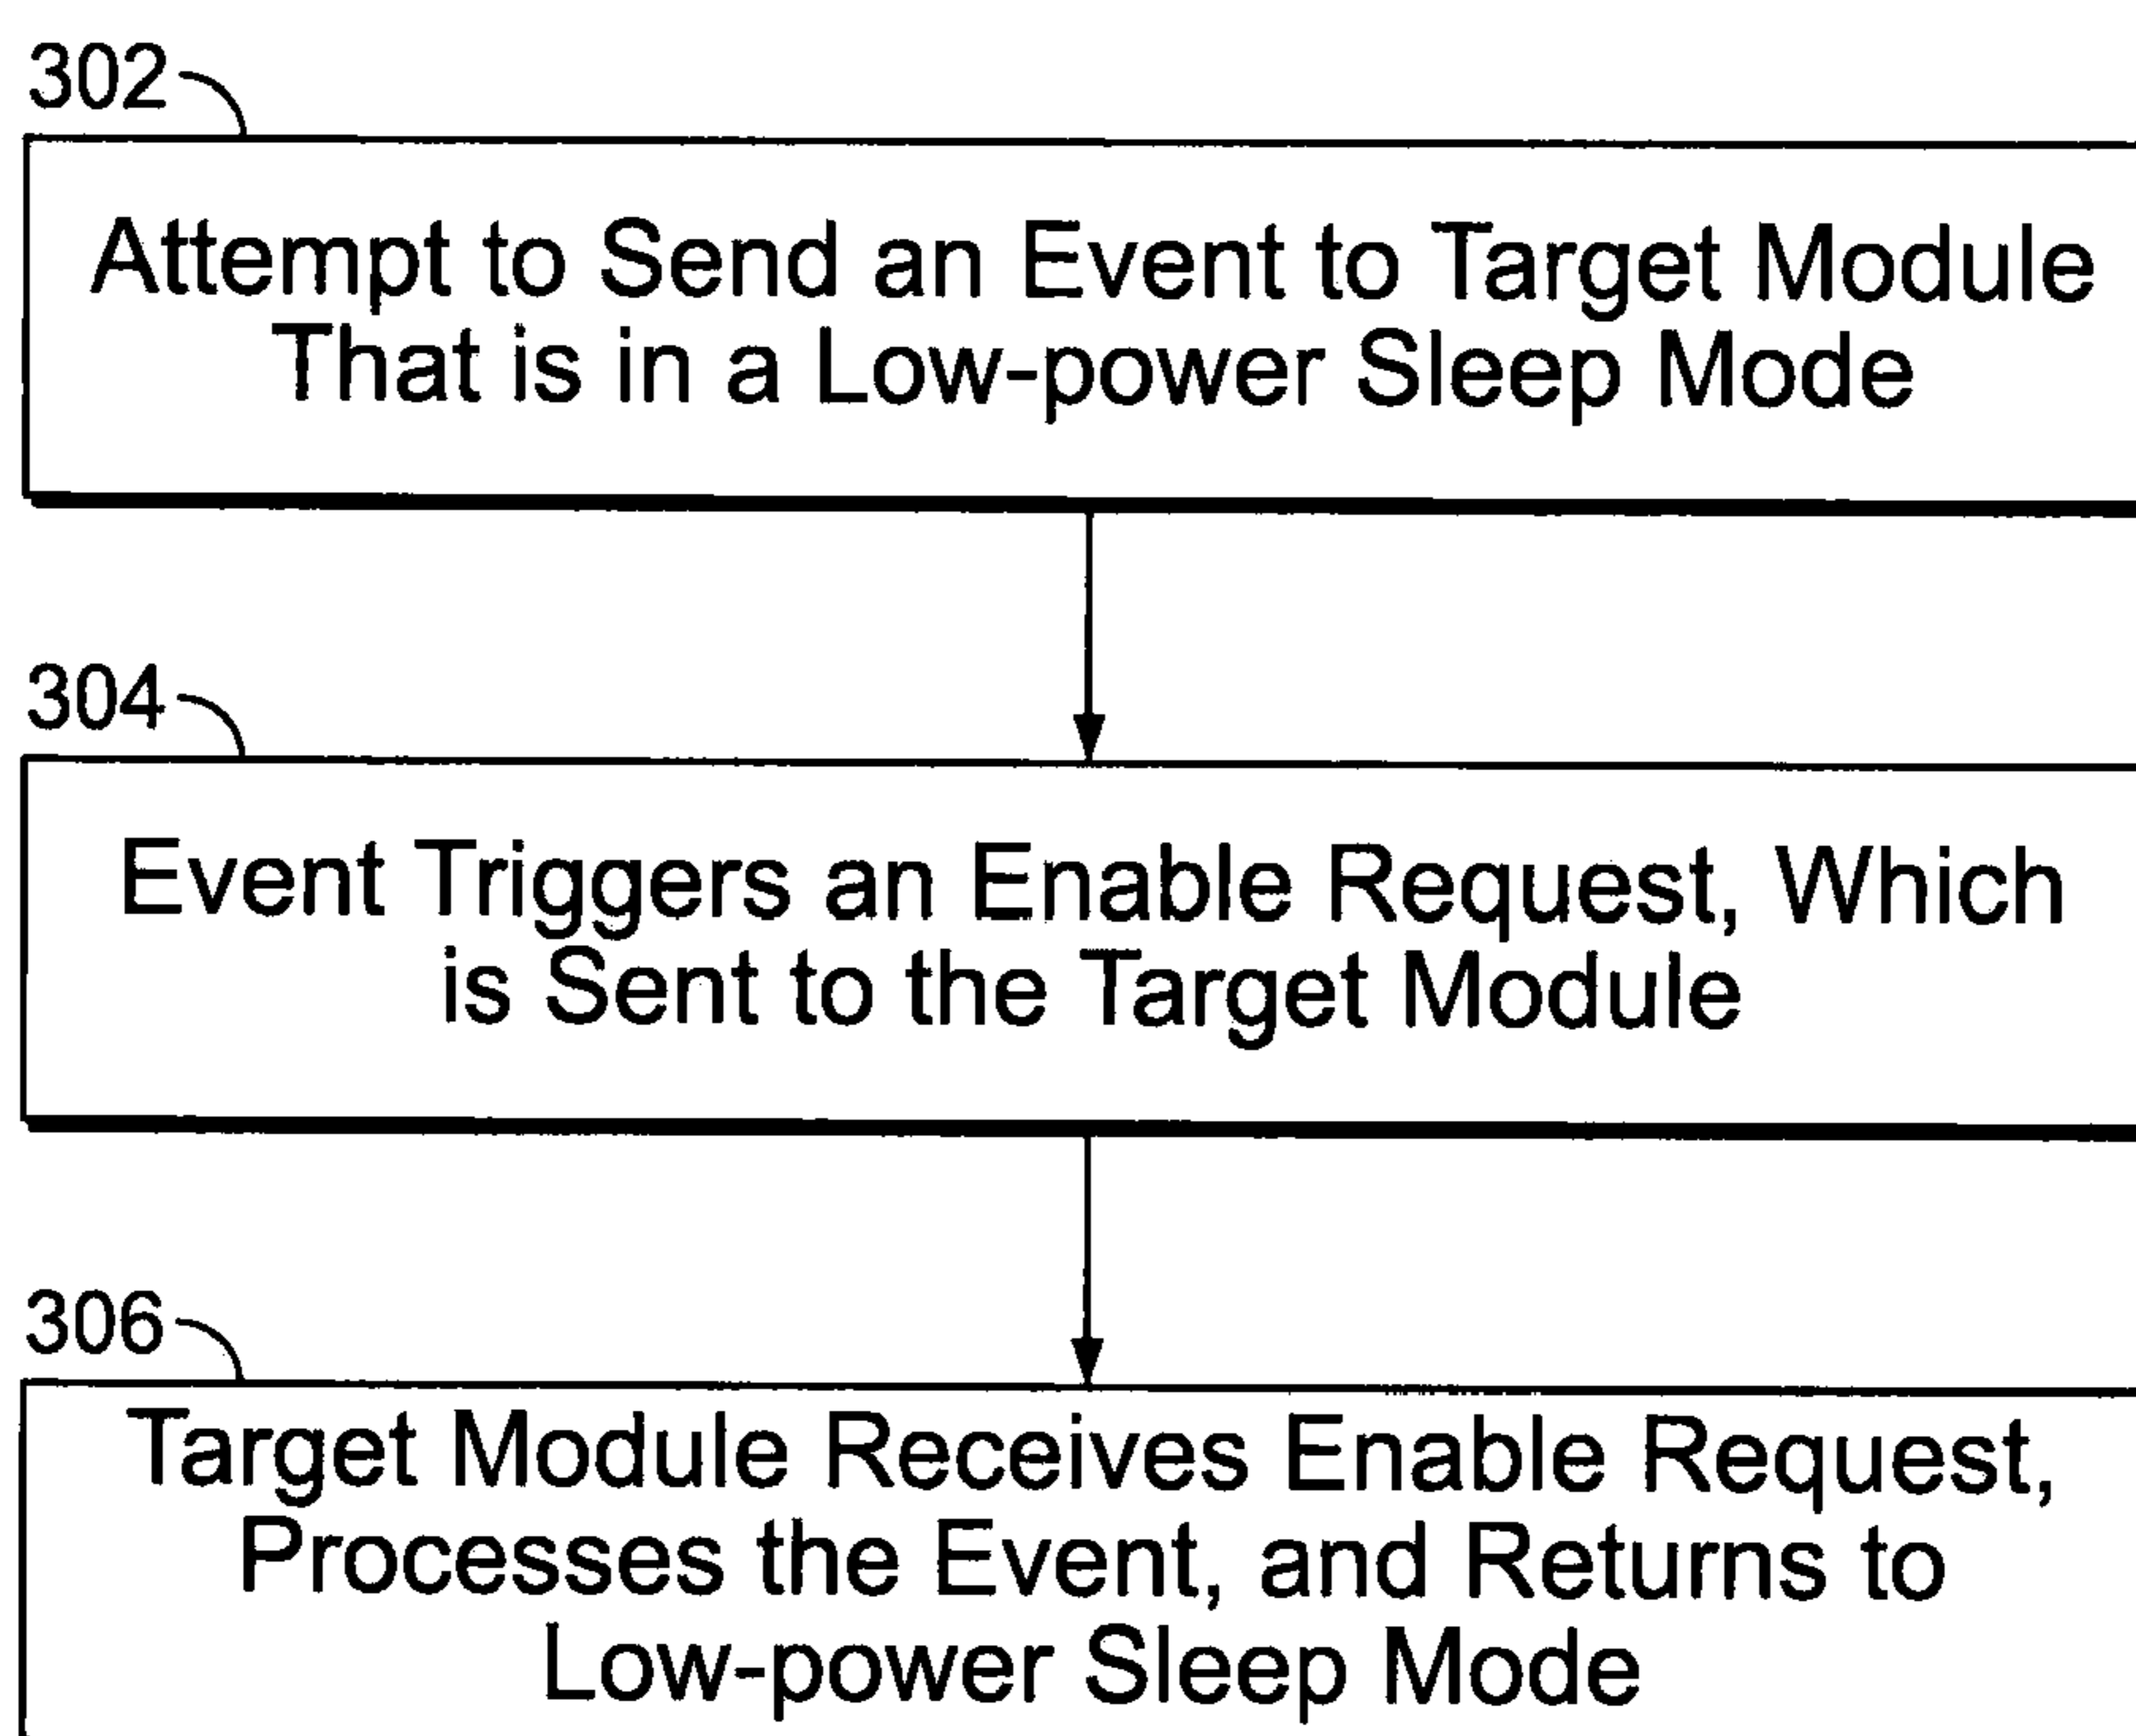 302
Attempt to Send an Event to Target Module
That is in a Low-power Sleep Mode
304
Event Triggers an Enable Request, Which
is Sent to the Target Module
306
Target Module Receives Enable Request,
Processes the Event, and Returns to
Low-power Sleep Mode